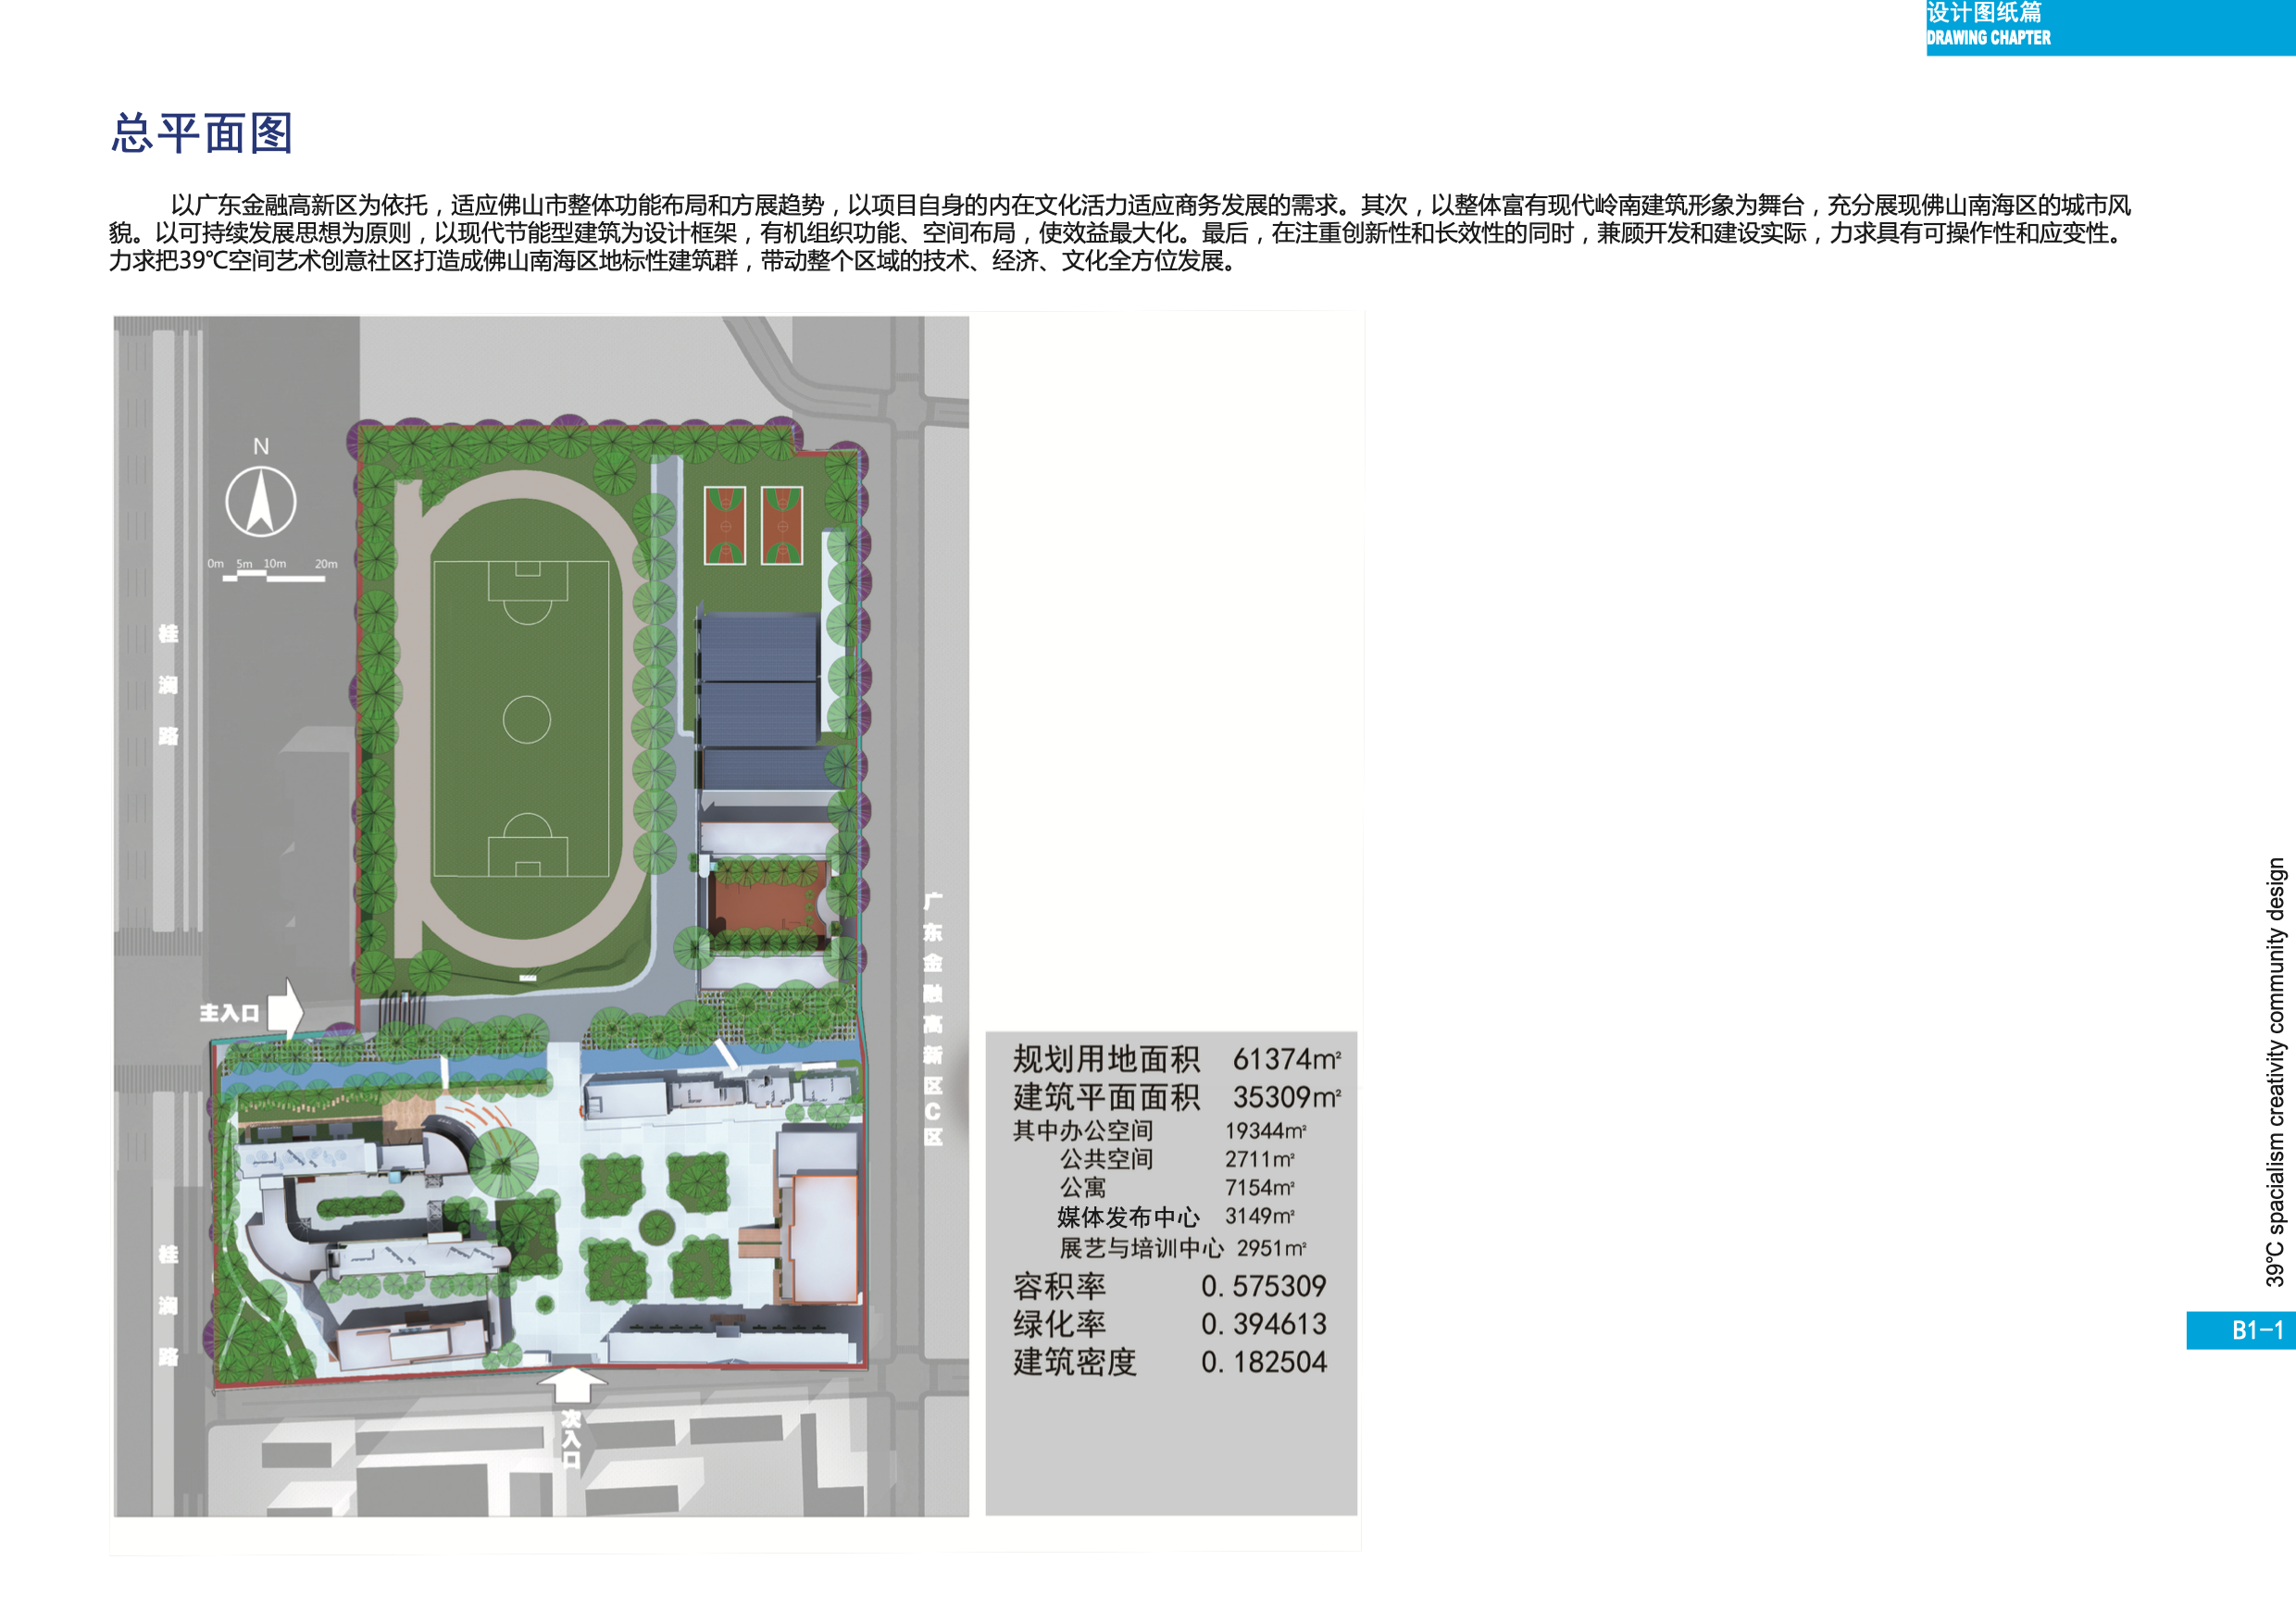 设计图纸篇
DRAWING CHAPTER
总平面图
以广东金融高新区为依托，适应佛山市整体功能布局和方展趋势，以项目自身的内在文化活力适应商务发展的需求。其次，以整体富有现代岭南建筑形象为舞台，充分展现佛山南海区的城市风
貌。以可持续发展思想为原则，以现代节能型建筑为设计框架，有机组织功能、空间布局，使效益最大化。最后，在注重创新性和长效性的同时，兼顾开发和建设实际，力求具有可操作性和应变性。
力求把39℃空间艺术创意社区打造成佛山南海区地标性建筑群，带动整个区域的技术、经济、文化全方位发展。
N
0m 5m 10m 20m
桂澜路
主入口
广东金融高新区C区
桂澜路
次入口
规划用地面积 61374㎡
建筑平面面积 35309㎡
其中办公空间 19344㎡
公共空间 2711㎡
公寓 7154㎡
媒体发布中心 3149㎡
展艺与培训中心 2951㎡
容积率 0.575309
绿化率 0.394613
建筑密度 0.182504
39℃ spacialism creativity community design
B1-1